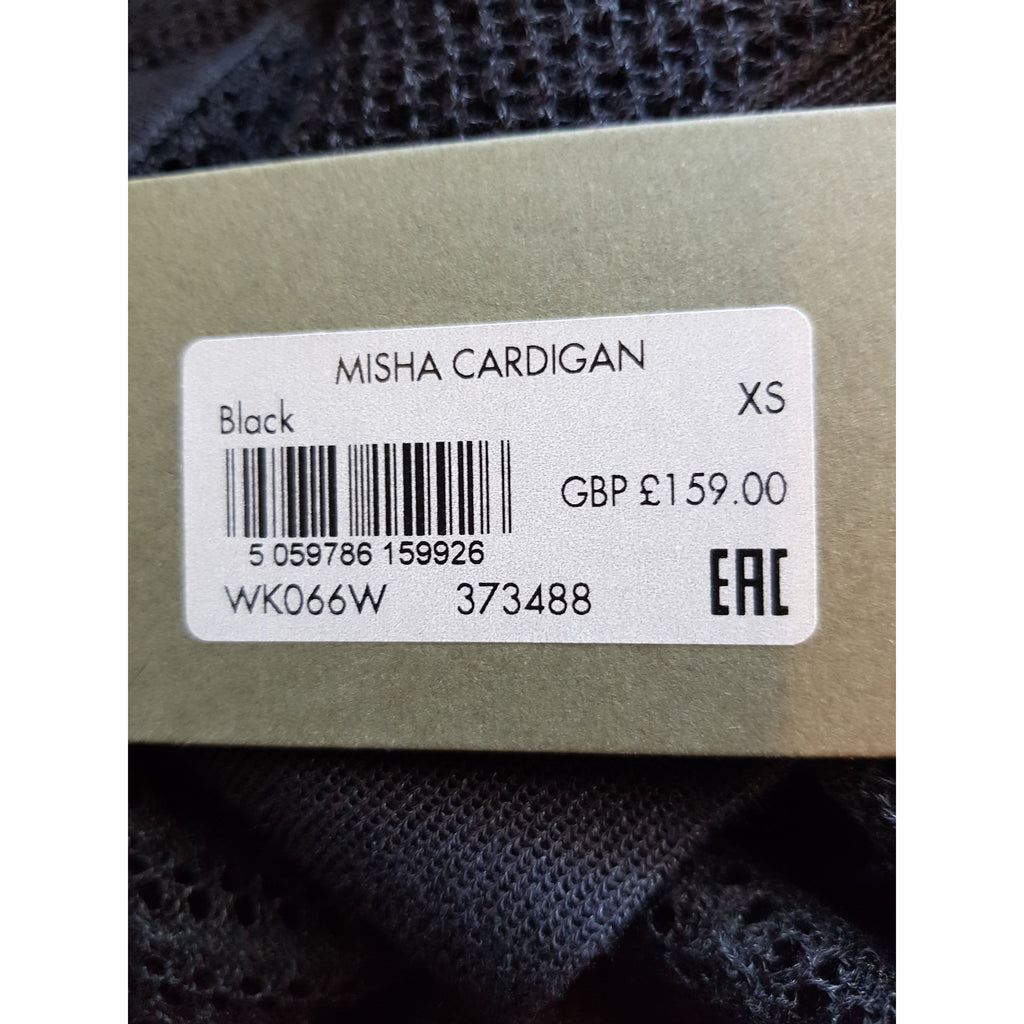 MISHA CARDIGAN
Black
XS
GBP £159.00
5 059786 159926
WK066W 373488
EAC